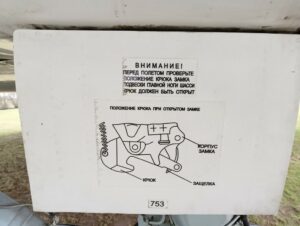 ВНИМАНИЕ!
ПЕРЕД ПОЛЕТОМ ПРОВЕРЬТЕ
ПОЛОЖЕНИЕ КРЮКА ЗАМКА
ПОДВЕСКИ ГЛАВНОЙ НОГИ ШАССИ
КРЮК ДОЛЖЕН БЫТЬ ОТКРЫТ
ПОЛОЖЕНИЕ КРЮКА ПРИ ОТКРЫТОМ ЗАМКЕ
КОРПУС
ЗАМКА
КРЮК
ЗАЩЕЛКА
753